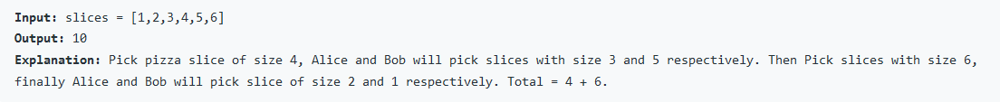 Input: slices = [1,2,3,4,5,6]
Output: 10
Explanation: Pick pizza slice of size 4, Alice and Bob will pick slices with size 3 and 5 respectively. Then Pick slices with size 6,
finally Alice and Bob will pick slice of size 2 and 1 respectively. Total = 4 + 6.